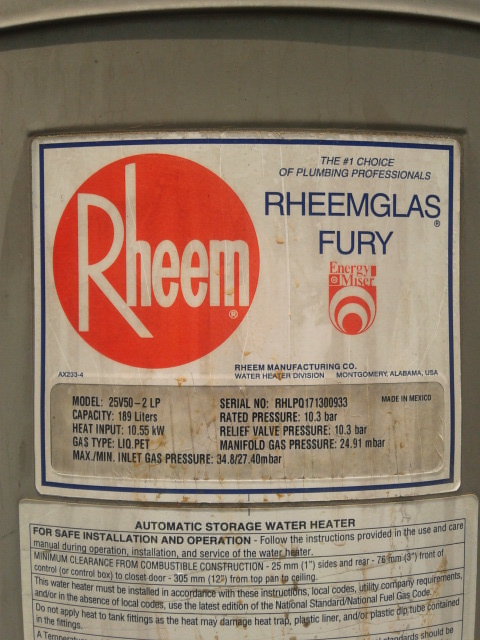 THE #1 CHOICE
OF PLUMBING PROFESSIONALS
Rheem®
RHEEMGLAS®
FURY
Energy
Miser
RHEEM MANUFACTURING CO.
AX233-4 WATER HEATER DIVISION MONTGOMERY, ALABAMA, USA
MODEL: 25V50-2 LP SERIAL NO: RHLPQ171300933 MADE IN MEXICO
CAPACITY: 189 Liters RATED PRESSURE: 10.3 bar
HEAT INPUT: 10.55 kW RELIEF VALVE PRESSURE: 10.3 bar
GAS TYPE: LIQ.PET MANIFOLD GAS PRESSURE: 24.91 mbar
MAX./MIN. INLET GAS PRESSURE: 34.8/27.40mbar
AUTOMATIC STORAGE WATER HEATER
FOR SAFE INSTALLATION AND OPERATION - Follow the instructions provided in the use and care
manual during operation, installation, and service of the water heater.
MINIMUM CLEARANCE FROM COMBUSTIBLE CONSTRUCTION - 25 mm (1") sides and rear - 76 mm (3") front of
control (or control box) to closet door - 305 mm (12") from top pan to ceiling.
This water heater must be installed in accordance with these instructions, local codes, utility company requirements,
and/or in the absence of local codes, use the latest edition of the National Standard/National Fuel Gas Code.
Do not apply heat to tank fittings as the heat may damage heat trap, plastic liner, and/or plastic dip tube contained
in the fittings.
A Temperature standards should be